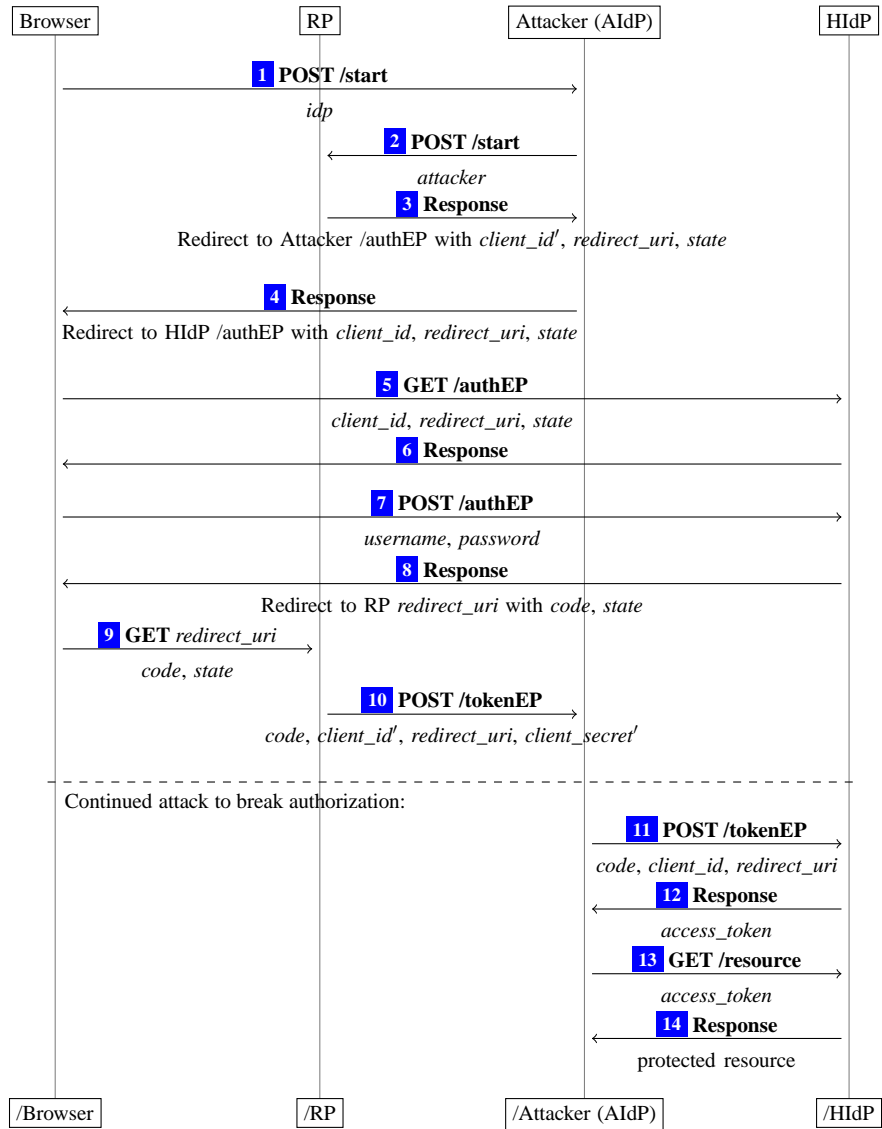 Browser RP Attacker (AIdP) HIdP
1 POST /start
idp
2 POST /start
attacker
3 Response
Redirect to Attacker /authEP with client_id′, redirect_uri, state
4 Response
Redirect to HIdP /authEP with client_id, redirect_uri, state
5 GET /authEP
client_id, redirect_uri, state
6 Response
7 POST /authEP
username, password
8 Response
Redirect to RP redirect_uri with code, state
9 GET redirect_uri
code, state
10 POST /tokenEP
code, client_id′, redirect_uri, client_secret′
Continued attack to break authorization:
11 POST /tokenEP
code, client_id, redirect_uri
12 Response
access_token
13 GET /resource
access_token
14 Response
protected resource
/Browser /RP /Attacker (AIdP) /HIdP